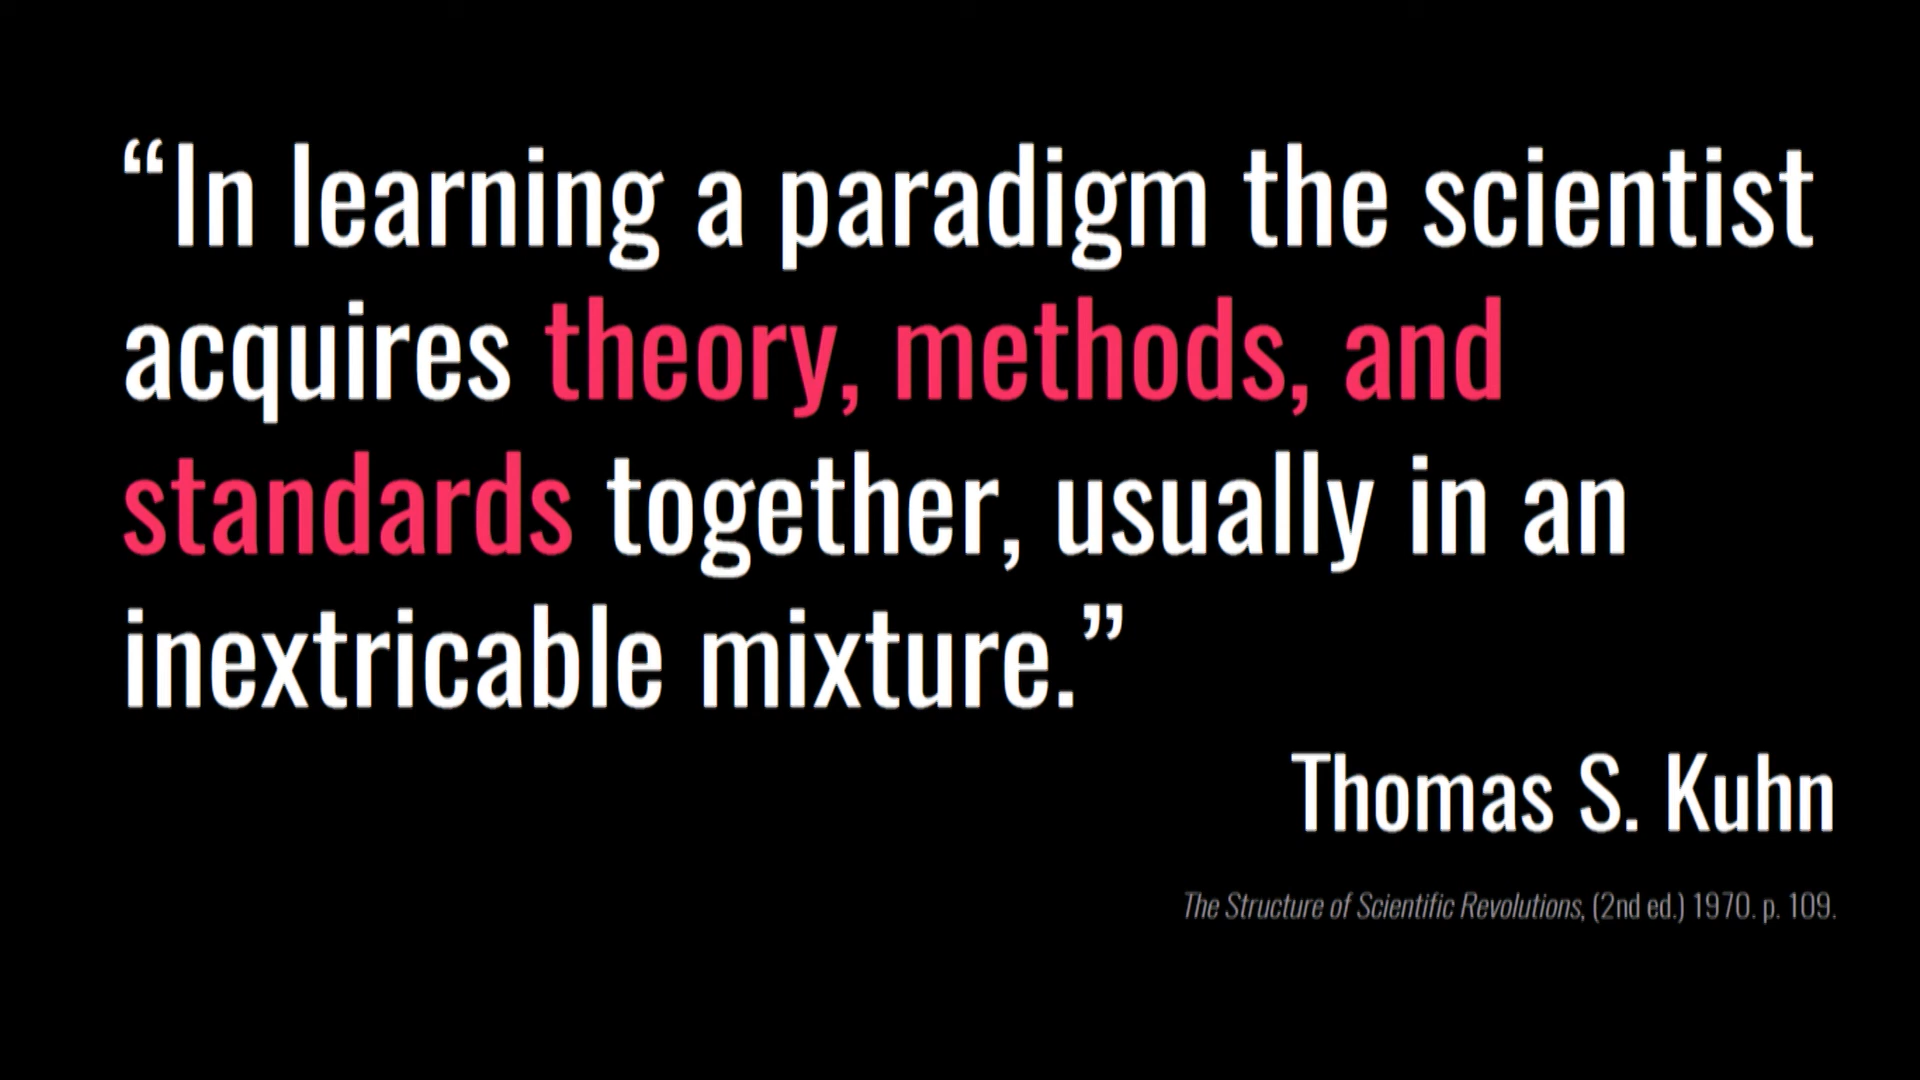 “In learning a paradigm the scientist
acquires theory, methods, and
standards together, usually in an
inextricable mixture.”
Thomas S. Kuhn
The Structure of Scientific Revolutions, (2nd ed.) 1970. p. 109.